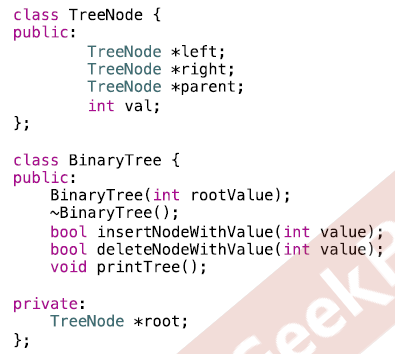 class TreeNode {
public:
TreeNode *left;
TreeNode *right;
TreeNode *parent;
int val;
};
class BinaryTree {
public:
BinaryTree(int rootValue);
~BinaryTree();
bool insertNodeWithValue(int value);
bool deleteNodeWithValue(int value);
void printTree();
private:
TreeNode *root;
};